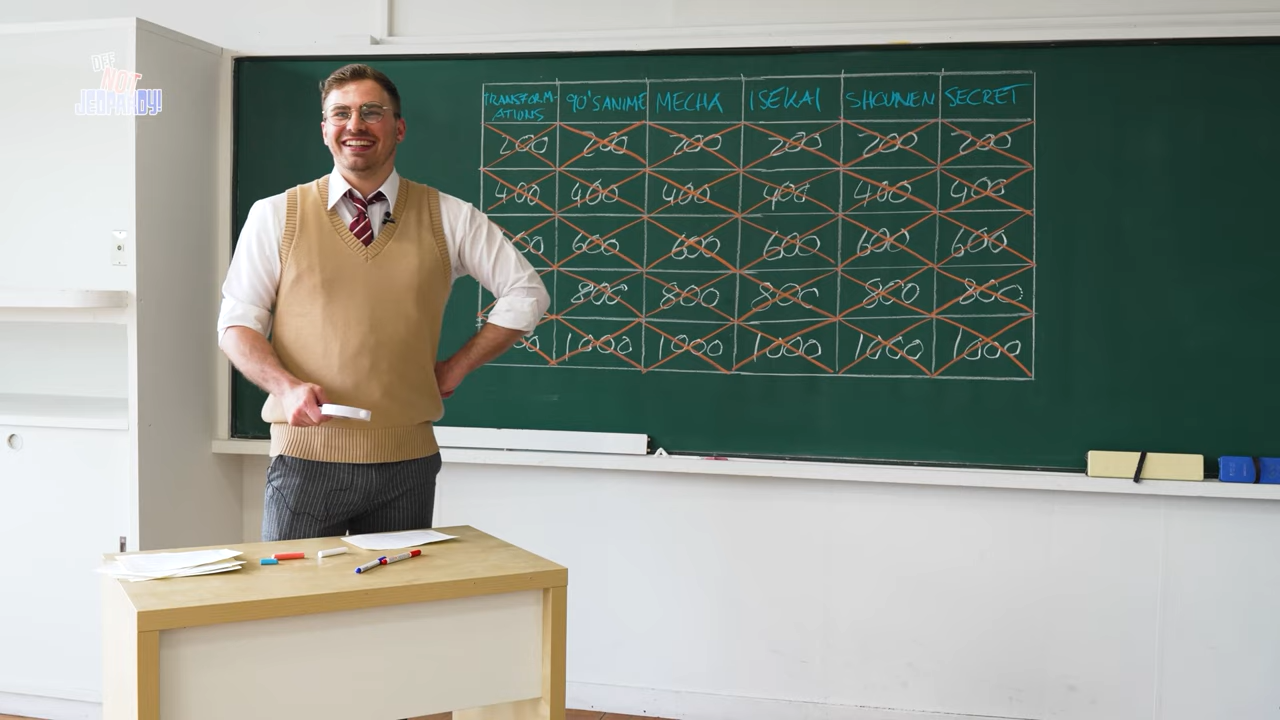 DEF
NOT
JEOPARDY!
TRANSFORM-
ATIONS
90'S ANIME MECHA ISEKAI SHOUNEN SECRET
200 200 200 200 200 200
400 400 400 400 400 400
600 600 600 600 600
800 800 800 800 800
1000 1000 1000 1000 1000